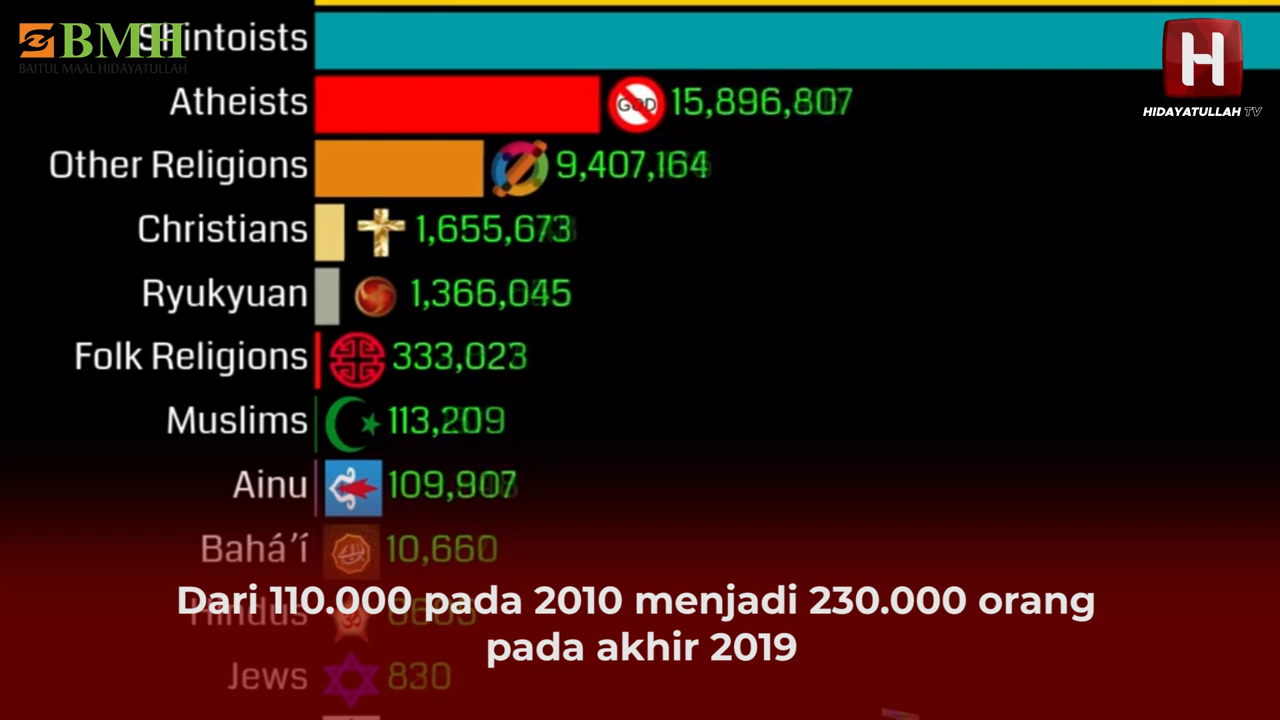 BMH
BAITUL MAAL HIDAYATULLAH
Shintoists
H
HIDAYATULLAH TV
Atheists GOD 15,896,807
Other Religions 9,407,164
Christians 1,655,673
Ryukyuan 1,366,045
Folk Religions 333,023
Muslims 113,209
Ainu 109,907
Bahá'í 10,660
Dari 110.000 pada 2010 menjadi 230.000 orang
Hindus
pada akhir 2019
Jews 830